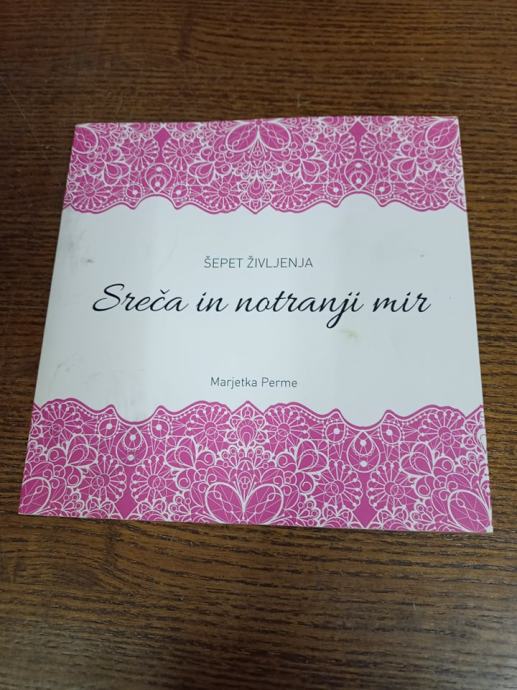 ŠEPET ŽIVLJENJA
Sreča in notranji mir
Marjetka Perme